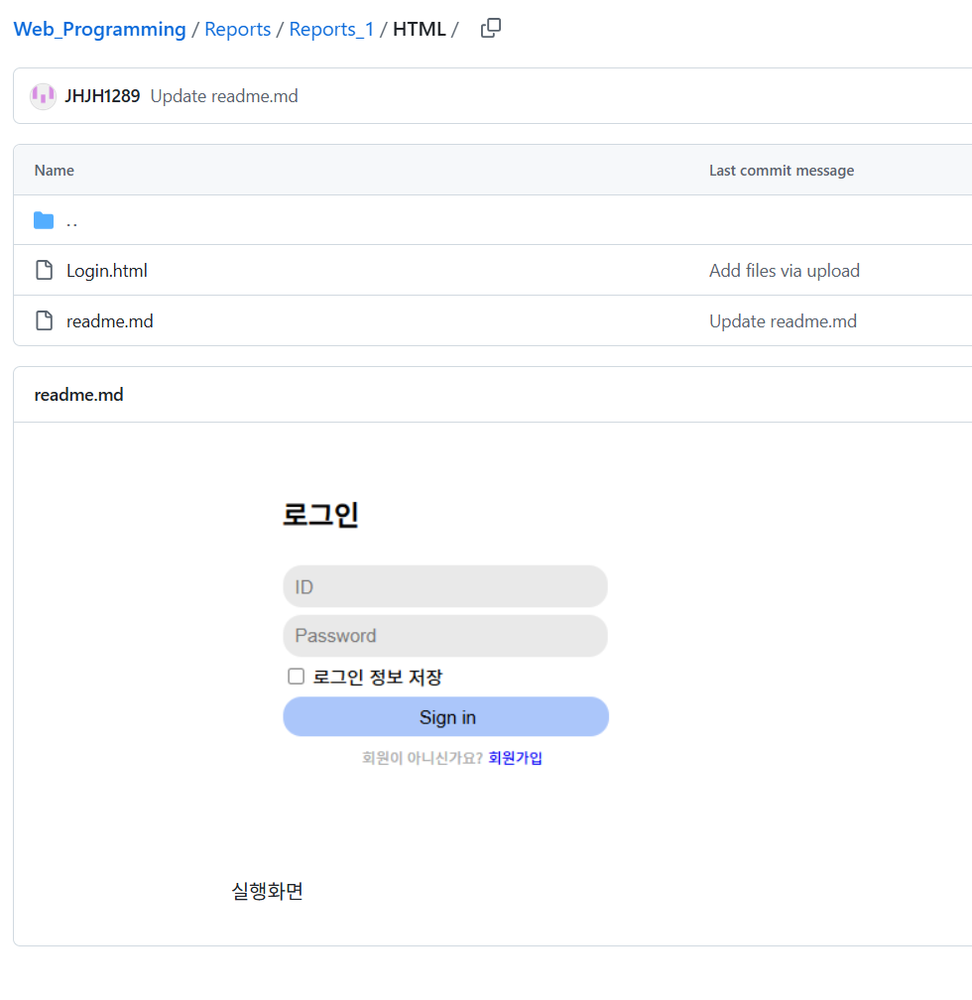 Web_Programming / Reports / Reports_1 / HTML /
JHJH1289 Update readme.md
Name Last commit message
..
Login.html Add files via upload
readme.md Update readme.md
readme.md
로그인
ID
Password
로그인 정보 저장
Sign in
회원이 아니신가요? 회원가입
실행화면